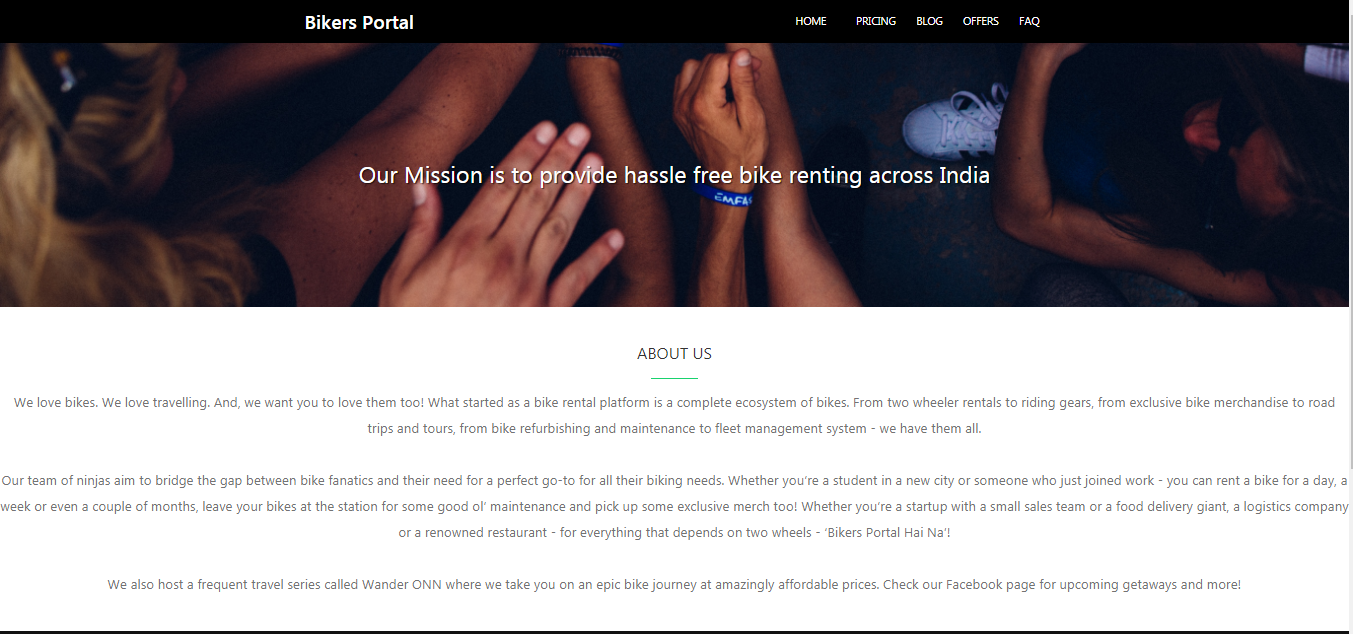 Bikers Portal
HOME PRICING BLOG OFFERS FAQ
Our Mission is to provide hassle free bike renting across India
ABOUT US
We love bikes. We love travelling. And, we want you to love them too! What started as a bike rental platform is a complete ecosystem of bikes. From two wheeler rentals to riding gears, from exclusive bike merchandise to road
trips and tours, from bike refurbishing and maintenance to fleet management system - we have them all.
Our team of ninjas aim to bridge the gap between bike fanatics and their need for a perfect go-to for all their biking needs. Whether you’re a student in a new city or someone who just joined work - you can rent a bike for a day, a
week or even a couple of months, leave your bikes at the station for some good ol’ maintenance and pick up some exclusive merch too! Whether you’re a startup with a small sales team or a food delivery giant, a logistics company
or a renowned restaurant - for everything that depends on two wheels - ‘Bikers Portal Hai Na’!
We also host a frequent travel series called Wander ONN where we take you on an epic bike journey at amazingly affordable prices. Check our Facebook page for upcoming getaways and more!